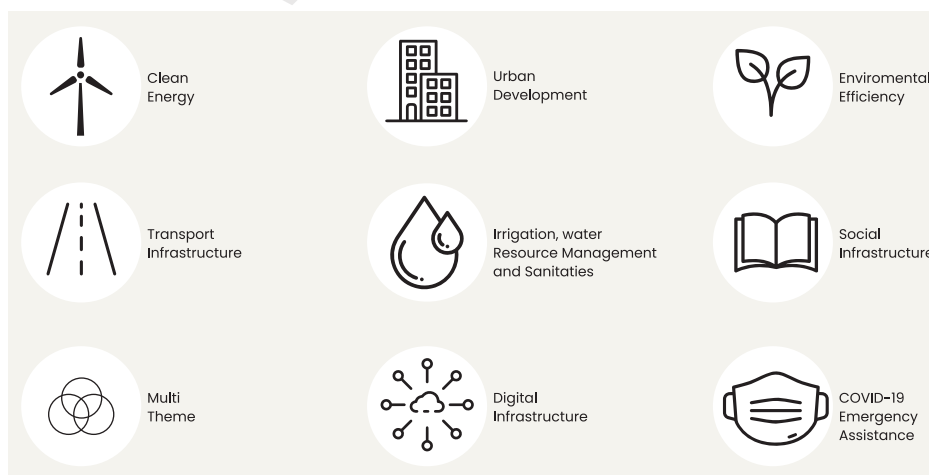 Clean
Energy
Urban
Development
Enviromental
Efficiency
Transport
Infrastructure
Irrigation, water
Resource Management
and Sanitaties
Social
Infrastructure
Multi
Theme
Digital
Infrastructure
COVID-19
Emergency
Assistance